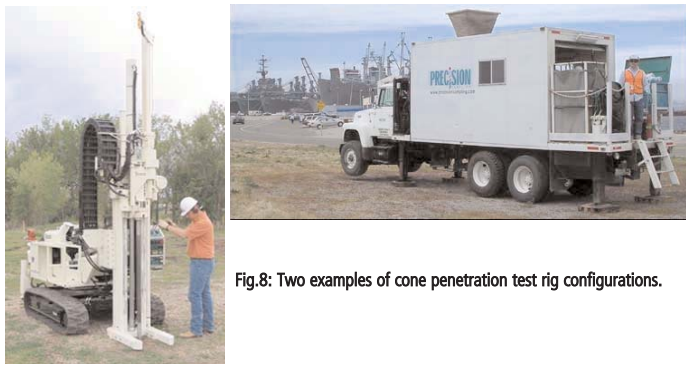 PRECISION
Fig.8: Two examples of cone penetration test rig configurations.